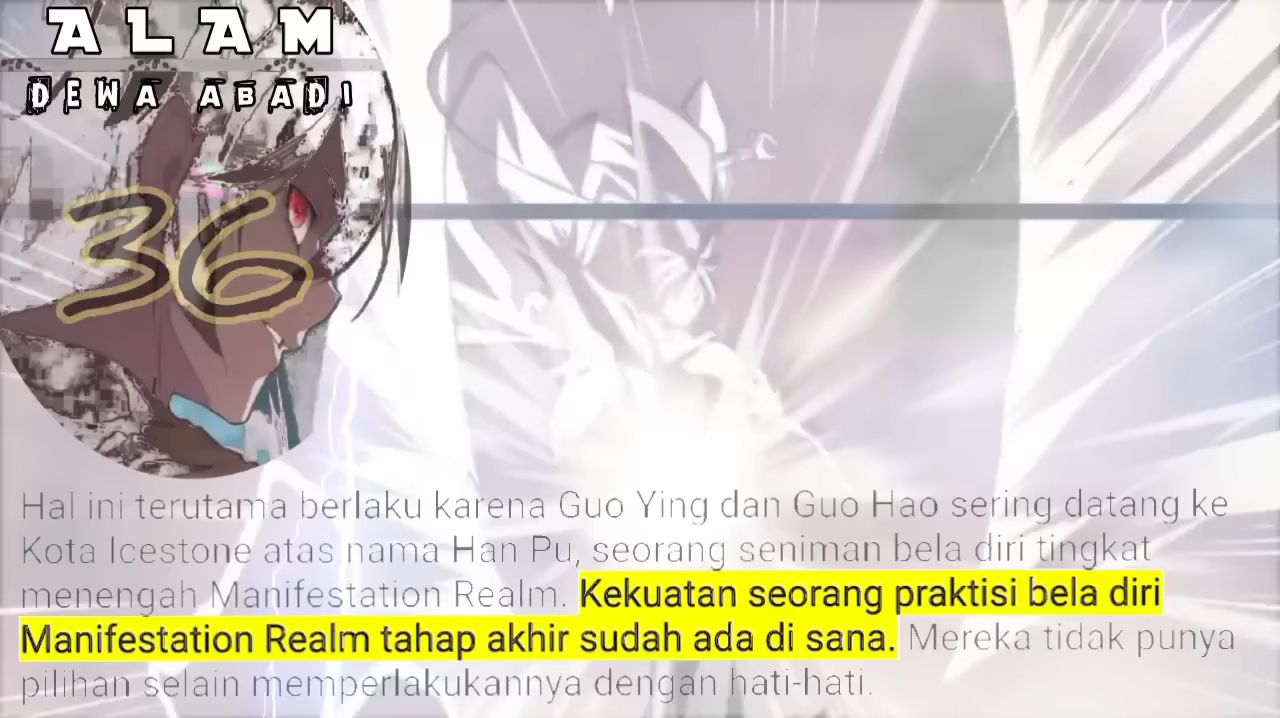 ALAM
DEWA ABADI
36
Hal ini terutama berlaku karena Guo Ying dan Guo Hao sering datang ke
Kota Icestone atas nama Han Pu, seorang seniman bela diri tingkat
menengah Manifestation Realm. Kekuatan seorang praktisi bela diri
Manifestation Realm tahap akhir sudah ada di sana. Mereka tidak punya
pilihan selain memperlakukannya dengan hati-hati.